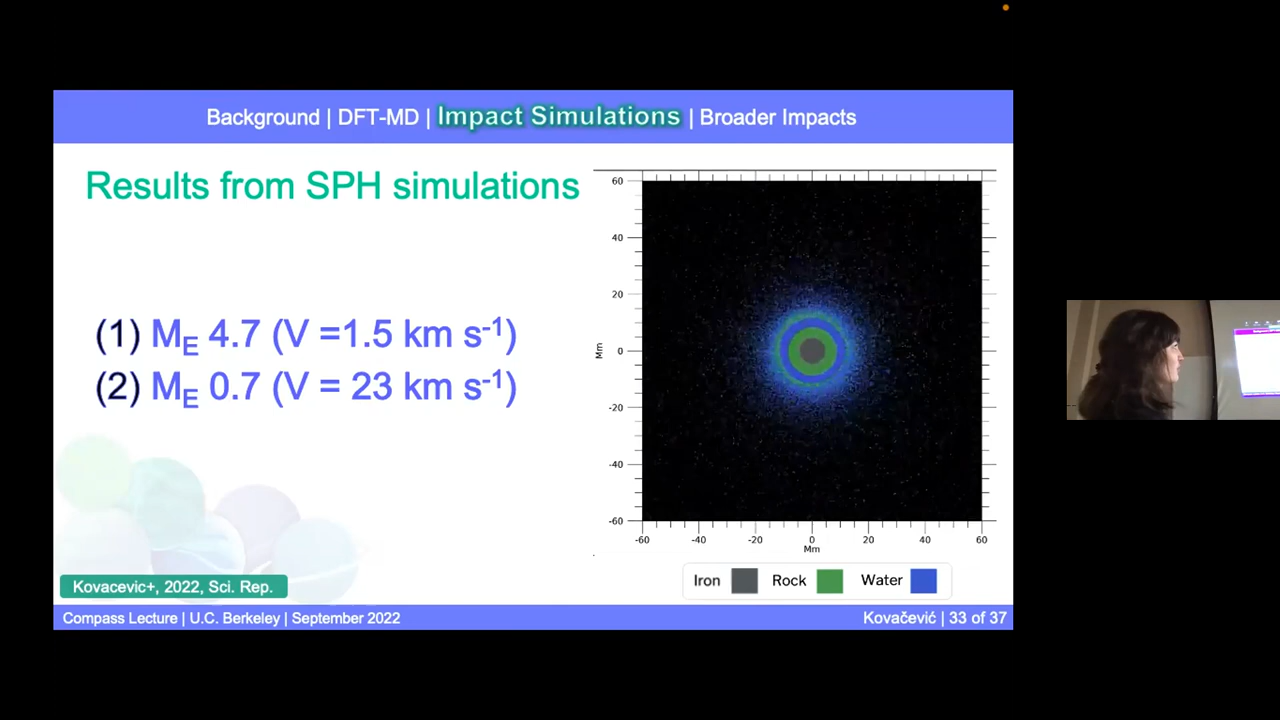 Background | DFT-MD | Impact Simulations | Broader Impacts
Results from SPH simulations
(1) M_E 4.7 (V =1.5 km s⁻¹)
(2) M_E 0.7 (V = 23 km s⁻¹)
60
40
20
0
-20
-40
-60
Mm
-60 -40 -20 0 20 40 60
Mm
Iron Rock Water
Kovacevic+, 2022, Sci. Rep.
Compass Lecture | U.C. Berkeley | September 2022
Kovačević | 33 of 37